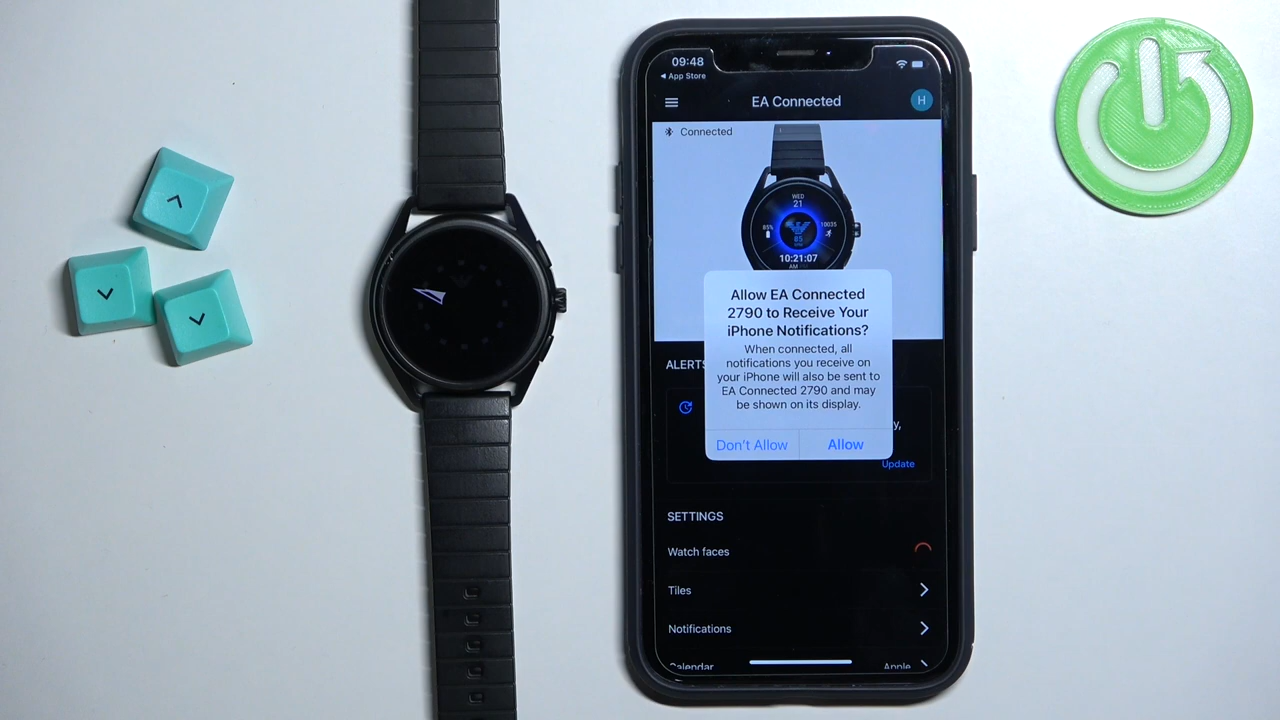 09:48
App Store
EA Connected
H
Connected
WED
21
85%
10035
85
10:21:07
AM
ALERTS
Allow EA Connected
2790 to Receive Your
iPhone Notifications?
When connected, all
notifications you receive on
your iPhone will also be sent to
EA Connected 2790 and may
be shown on its display.
y,
Don't Allow
Allow
Update
SETTINGS
Watch faces
Tiles
Notifications
Calendar
Apple